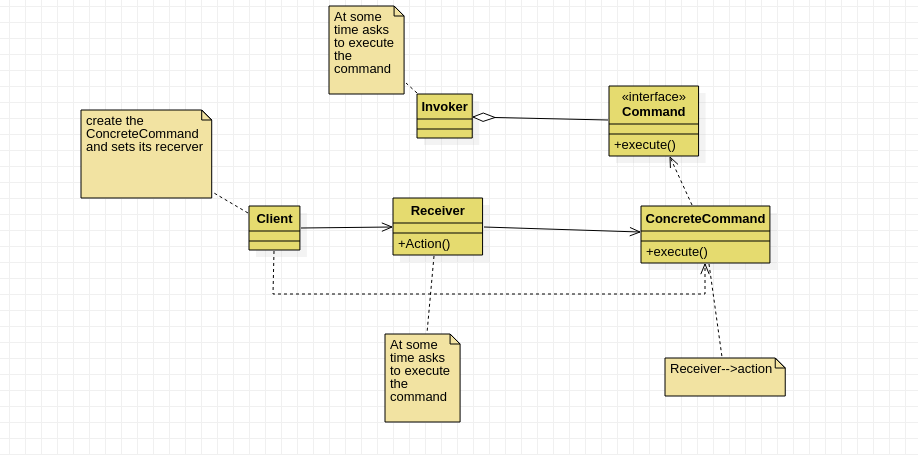 At some
time asks
to execute
the
command
Invoker
«interface»
Command
+execute()
create the
ConcreteCommand
and sets its recerver
Client
Receiver
+Action()
ConcreteCommand
+execute()
At some
time asks
to execute
the
command
Receiver-->action